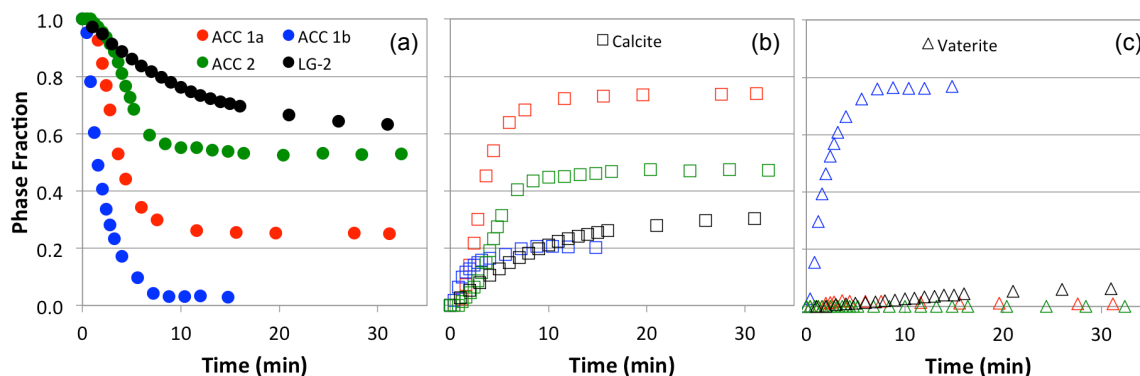 Phase Fraction
1.0
0.8
0.6
0.4
0.2
0.0
ACC 1a
ACC 1b
(a)
ACC 2
LG-2
0
10
20
30
Time (min)
Calcite
(b)
0
10
20
30
Time (min)
Vaterite
(c)
0
10
20
30
Time (min)